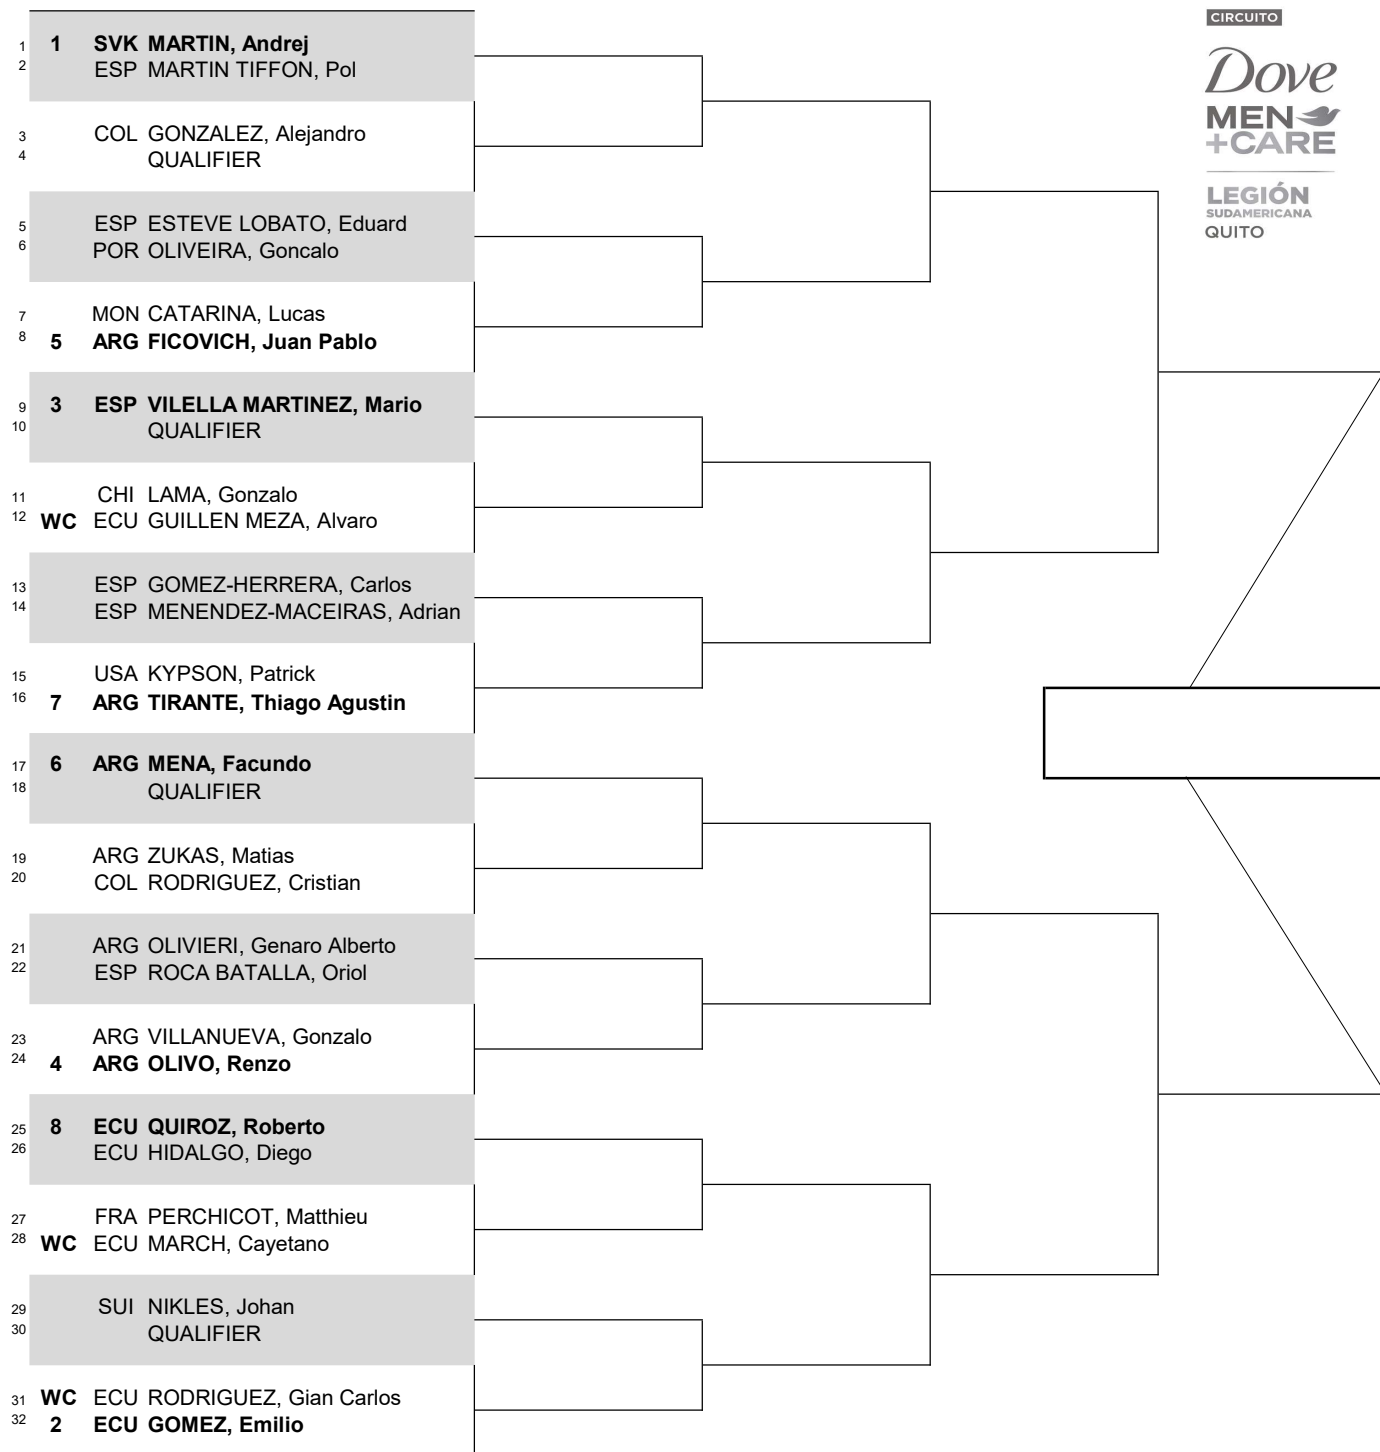 CIRCUITO
Dove
MEN
+CARE
LEGIÓN
SUDAMERICANA
QUITO
1 1 SVK MARTIN, Andrej
2 ESP MARTIN TIFFON, Pol
3 COL GONZALEZ, Alejandro
4 QUALIFIER
5 ESP ESTEVE LOBATO, Eduard
6 POR OLIVEIRA, Goncalo
7 MON CATARINA, Lucas
8 5 ARG FICOVICH, Juan Pablo
9 3 ESP VILELLA MARTINEZ, Mario
10 QUALIFIER
11 CHI LAMA, Gonzalo
12 WC ECU GUILLEN MEZA, Alvaro
13 ESP GOMEZ-HERRERA, Carlos
14 ESP MENENDEZ-MACEIRAS, Adrian
15 USA KYPSON, Patrick
16 7 ARG TIRANTE, Thiago Agustin
17 6 ARG MENA, Facundo
18 QUALIFIER
19 ARG ZUKAS, Matias
20 COL RODRIGUEZ, Cristian
21 ARG OLIVIERI, Genaro Alberto
22 ESP ROCA BATALLA, Oriol
23 ARG VILLANUEVA, Gonzalo
24 4 ARG OLIVO, Renzo
25 8 ECU QUIROZ, Roberto
26 ECU HIDALGO, Diego
27 FRA PERCHICOT, Matthieu
28 WC ECU MARCH, Cayetano
29 SUI NIKLES, Johan
30 QUALIFIER
31 WC ECU RODRIGUEZ, Gian Carlos
32 2 ECU GOMEZ, Emilio